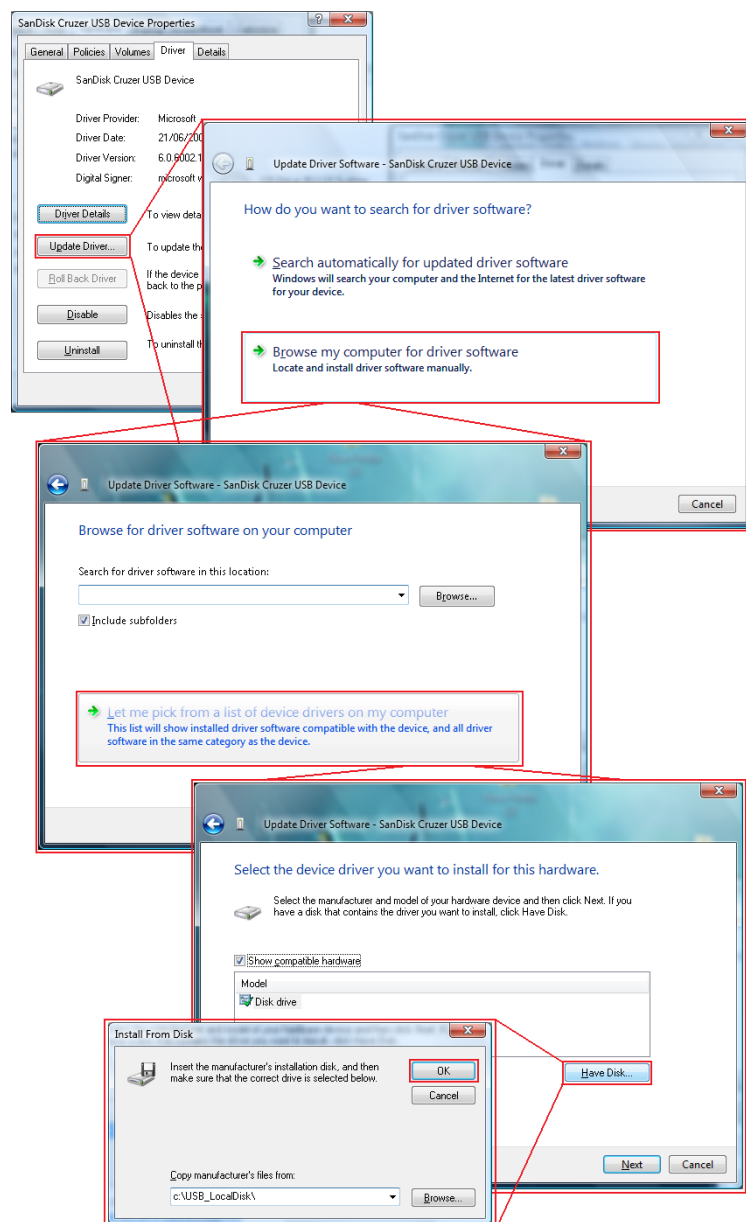 SanDisk Cruzer USB Device Properties
General Policies Volumes Driver Details
SanDisk Cruzer USB Device
Driver Provider: Microsoft
Driver Date: 21/06/200
Driver Version: 6.0.6002.1
Digital Signer: microsoft w
Driver Details To view deta
Update Driver... To update the
Roll Back Driver If the device
back to the p
Disable Disables the s
Uninstall To uninstall th
Update Driver Software - SanDisk Cruzer USB Device
How do you want to search for driver software?
Search automatically for updated driver software
Windows will search your computer and the Internet for the latest driver software
for your device.
Browse my computer for driver software
Locate and install driver software manually.
Cancel
Update Driver Software - SanDisk Cruzer USB Device
Browse for driver software on your computer
Search for driver software in this location:
Browse...
Include subfolders
Let me pick from a list of device drivers on my computer
This list will show installed driver software compatible with the device, and all driver
software in the same category as the device.
Update Driver Software - SanDisk Cruzer USB Device
Select the device driver you want to install for this hardware.
Select the manufacturer and model of your hardware device and then click Next. If you
have a disk that contains the driver you want to install, click Have Disk.
Show compatible hardware
Model
Disk drive
Have Disk...
Next Cancel
Install From Disk
Insert the manufacturer's installation disk, and then
make sure that the correct drive is selected below.
OK
Cancel
Copy manufacturer's files from:
c:\USB_LocalDisk\
Browse...